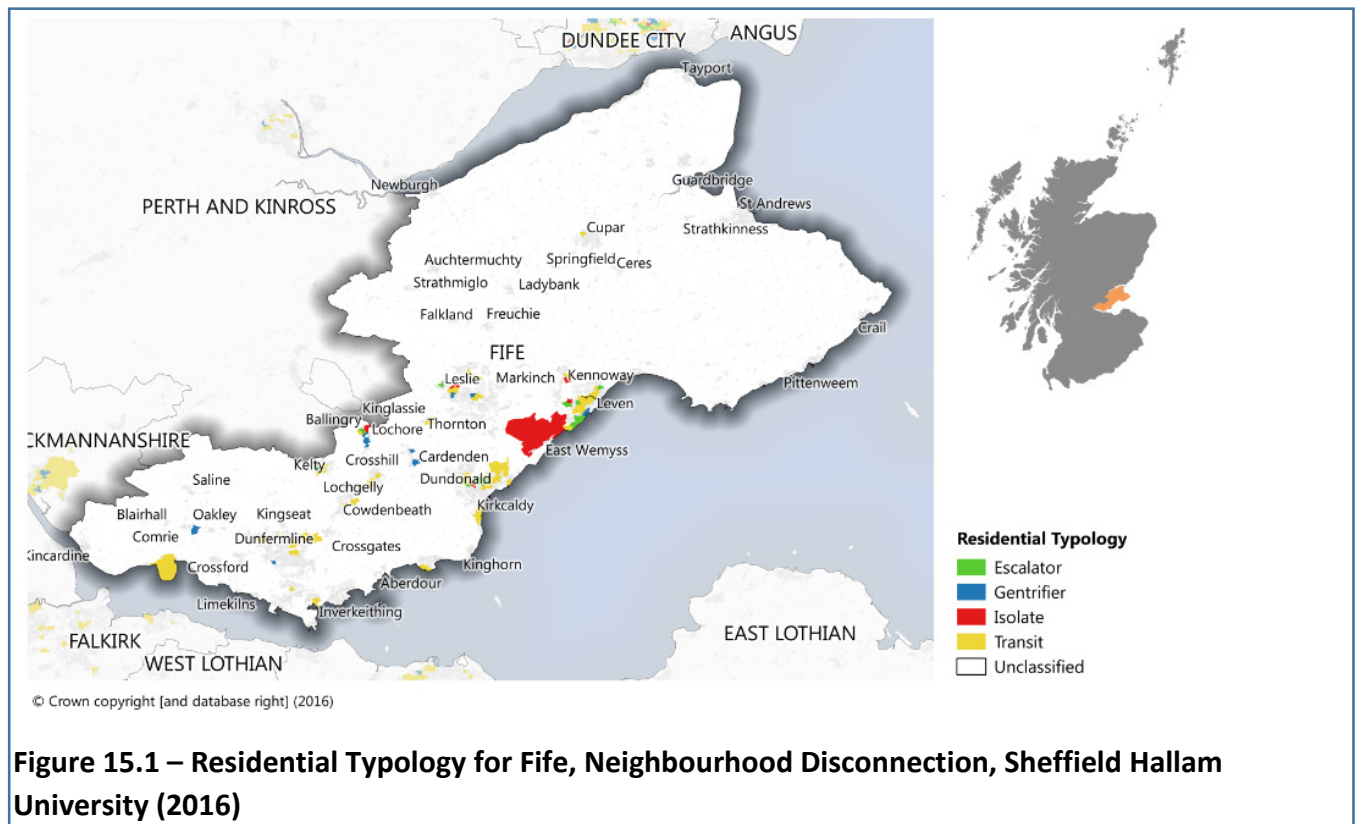 DUNDEE CITY
ANGUS
Tayport
Newburgh
PERTH AND KINROSS
Guardbridge
St Andrews
Strathkinness
Cupar
Auchtermuchty
Springfield
Ceres
Strathmiglo
Ladybank
Falkland
Freuchie
Crail
FIFE
Pittenweem
Leslie
Markinch
Kennoway
Leven
Kinglassie
Ballingry
Lochore
Thornton
CKMANNANSHIRE
East Wemyss
Kelty
Crosshill
Cardenden
Saline
Lochgelly
Dundonald
Blairhall
Oakley
Kingseat
Cowdenbeath
Kirkcaldy
Comrie
Dunfermline
Crossgates
Kincardine
Crossford
Kinghorn
Aberdour
Limekilns
Inverkeithing
FALKIRK
WEST LOTHIAN
EAST LOTHIAN
Residential Typology
Escalator
Gentrifier
Isolate
Transit
Unclassified
© Crown copyright [and database right] (2016)
Figure 15.1 – Residential Typology for Fife, Neighbourhood Disconnection, Sheffield Hallam
University (2016)